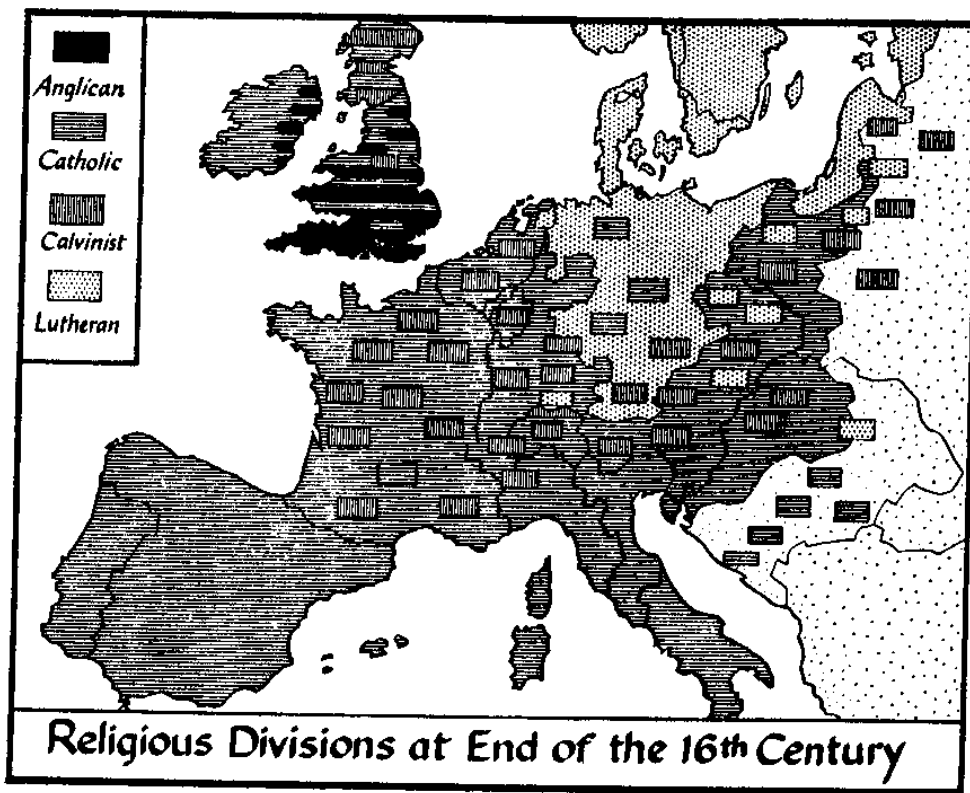 Anglican
Catholic
Calvinist
Lutheran
Religious Divisions at End of the 16th Century